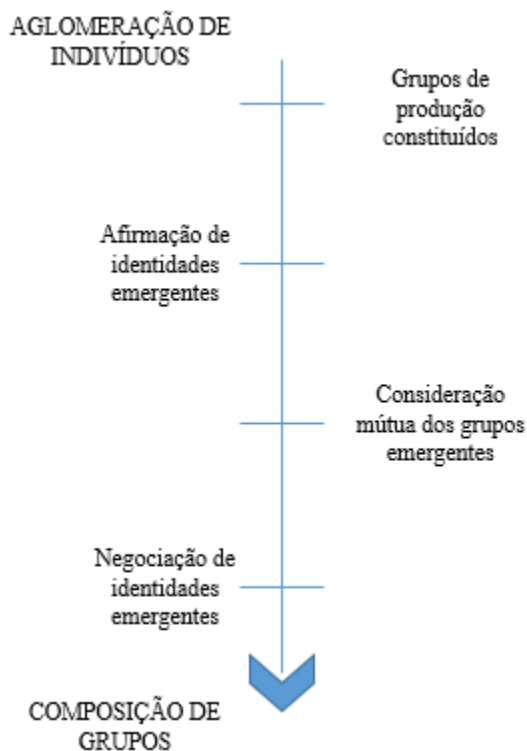 AGLOMERAÇÃO DE
INDIVÍDUOS
Grupos de
produção
constituídos
Afirmação de
identidades
emergentes
Consideração
mútua dos grupos
emergentes
Negociação de
identidades
emergentes
COMPOSIÇÃO DE
GRUPOS